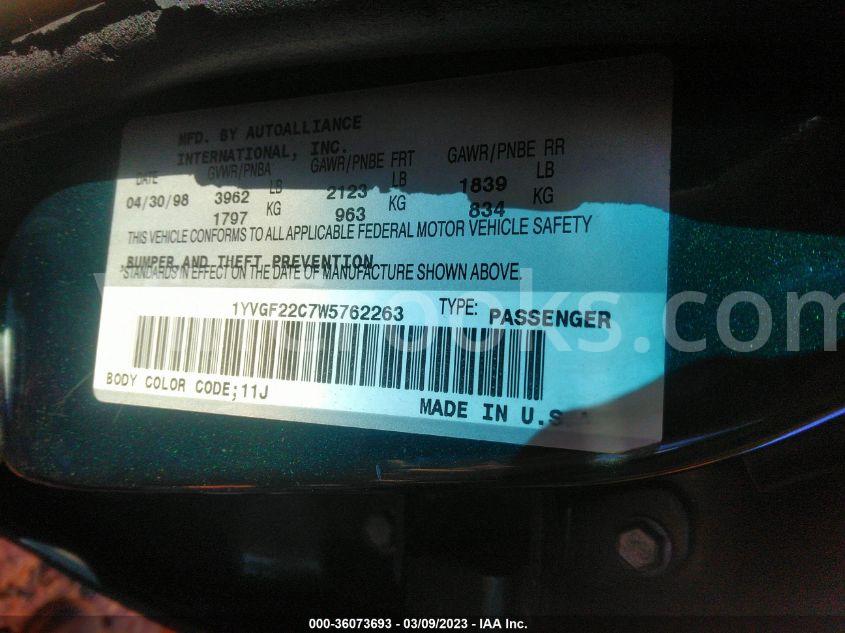 MFD. BY AUTOALLIANCE
INTERNATIONAL, INC.
DATE GVWR/PNBA GAWR/PNBE FRT GAWR/PNBE RR
04/30/98 3962 LB 2123 LB 1839 LB
1797 KG 963 KG 834 KG
THIS VEHICLE CONFORMS TO ALL APPLICABLE FEDERAL MOTOR VEHICLE SAFETY
BUMPER AND THEFT PREVENTION
STANDARDS IN EFFECT ON THE DATE OF MANUFACTURE SHOWN ABOVE.
1YVGF22C7W5762263 TYPE: PASSENGER
BODY COLOR CODE;11J
MADE IN U.S
000-36073693 - 03/09/2023 - IAA Inc.